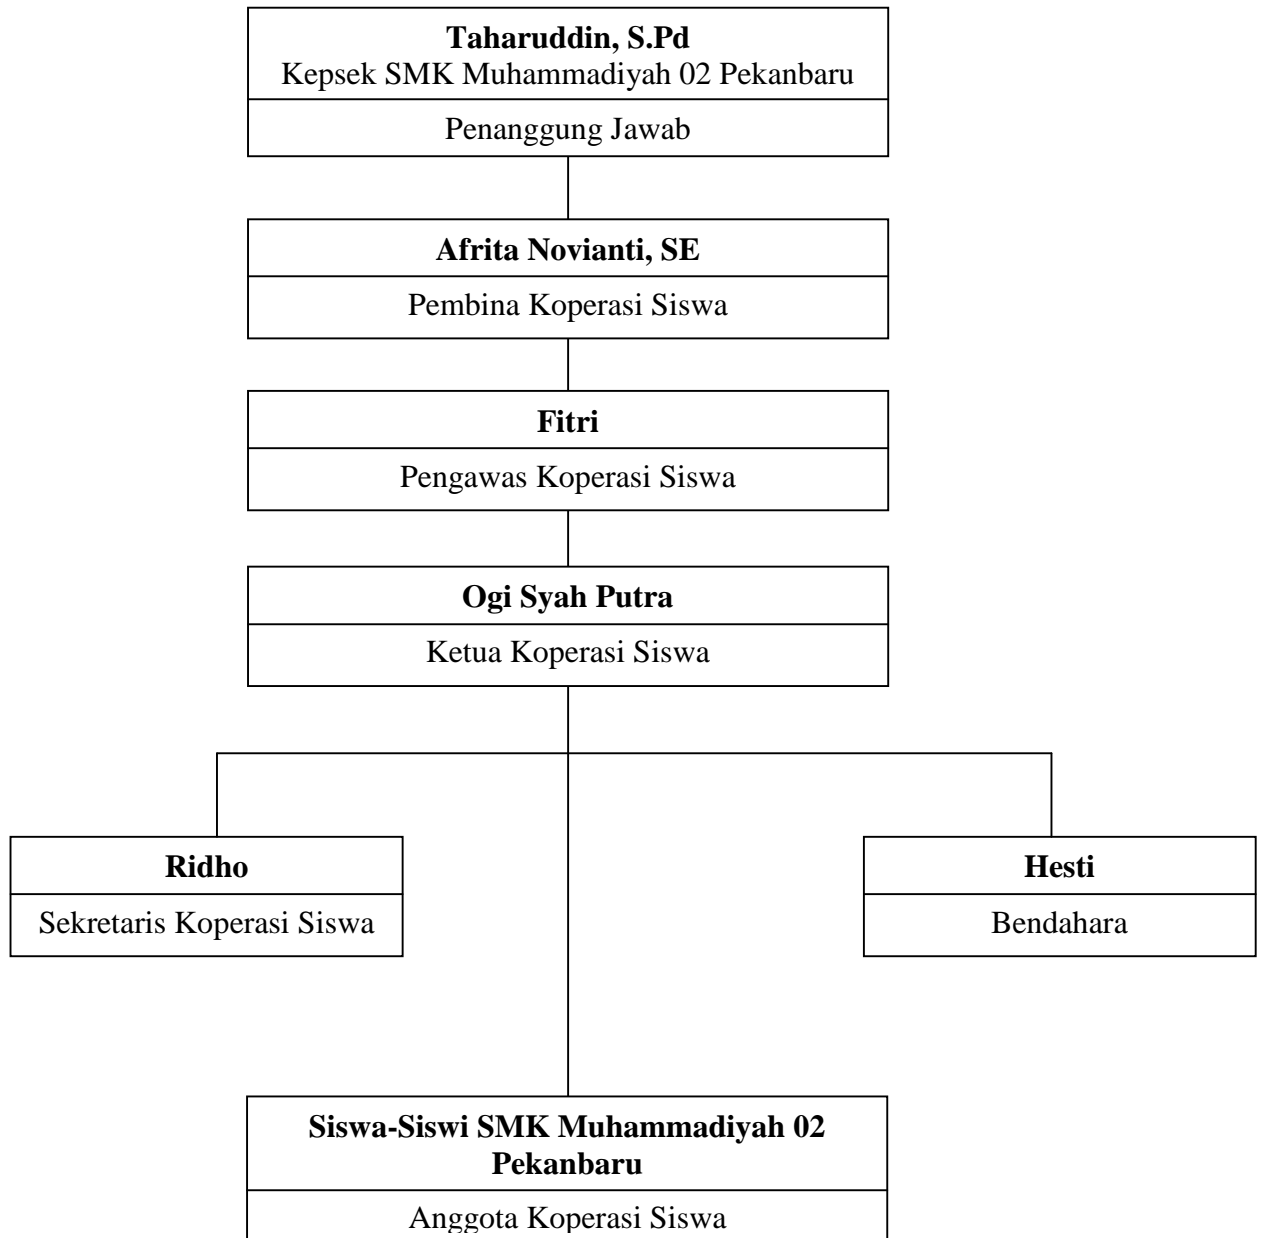 Taharuddin, S.Pd
Kepsek SMK Muhammadiyah 02 Pekanbaru
Penanggung Jawab
Afrita Novianti, SE
Pembina Koperasi Siswa
Fitri
Pengawas Koperasi Siswa
Ogi Syah Putra
Ketua Koperasi Siswa
Ridho
Sekretaris Koperasi Siswa
Hesti
Bendahara
Siswa-Siswi SMK Muhammadiyah 02
Pekanbaru
Anggota Koperasi Siswa